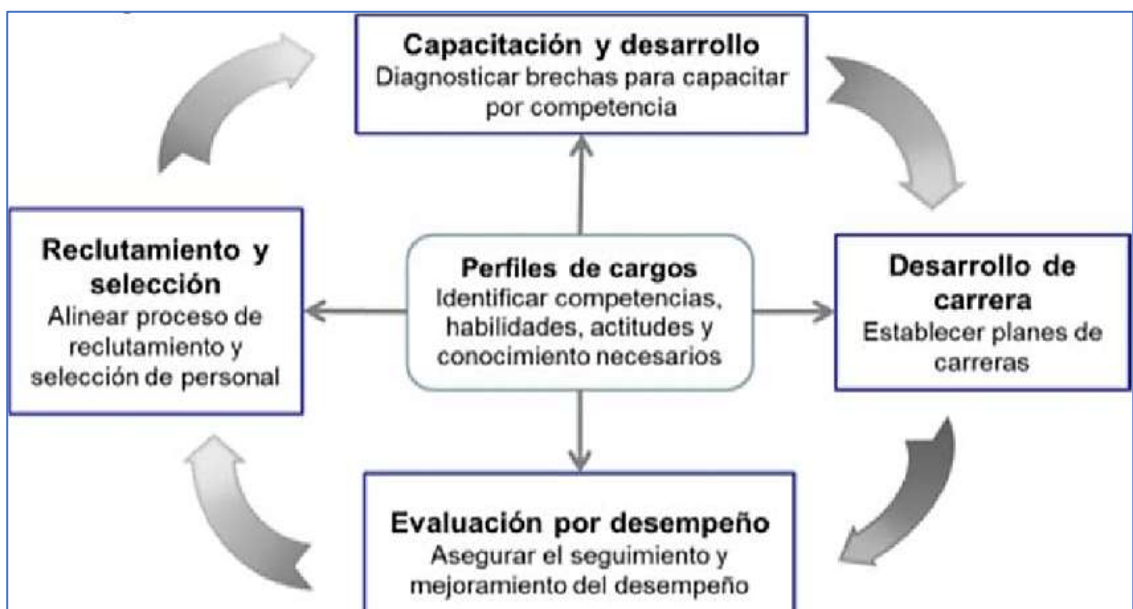 Capacitación y desarrollo
Diagnosticar brechas para capacitar
por competencia
Reclutamiento y
selección
Alinear proceso de
reclutamiento y
selección de personal
Perfiles de cargos
Identificar competencias,
habilidades, actitudes y
conocimiento necesarios
Desarrollo de
carrera
Establecer planes de
carreras
Evaluación por desempeño
Asegurar el seguimiento y
mejoramiento del desempeño